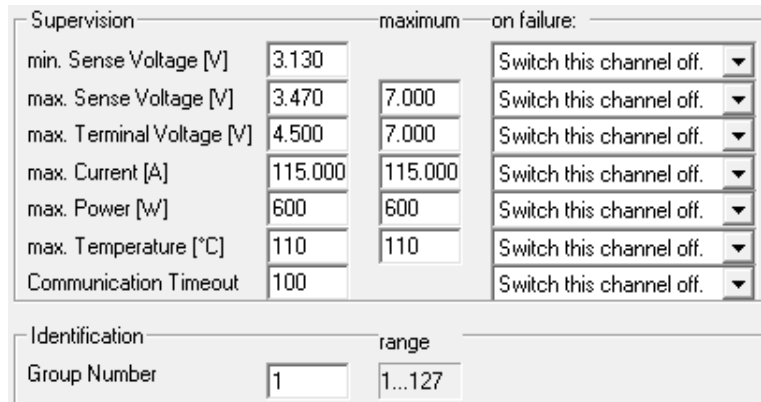 Supervision maximum on failure:
min. Sense Voltage [V] 3.130 Switch this channel off.
max. Sense Voltage [V] 3.470 7.000 Switch this channel off.
max. Terminal Voltage [V] 4.500 7.000 Switch this channel off.
max. Current [A] 115.000 115.000 Switch this channel off.
max. Power [W] 600 600 Switch this channel off.
max. Temperature [°C] 110 110 Switch this channel off.
Communication Timeout 100 Switch this channel off.
Identification range
Group Number 1 1...127